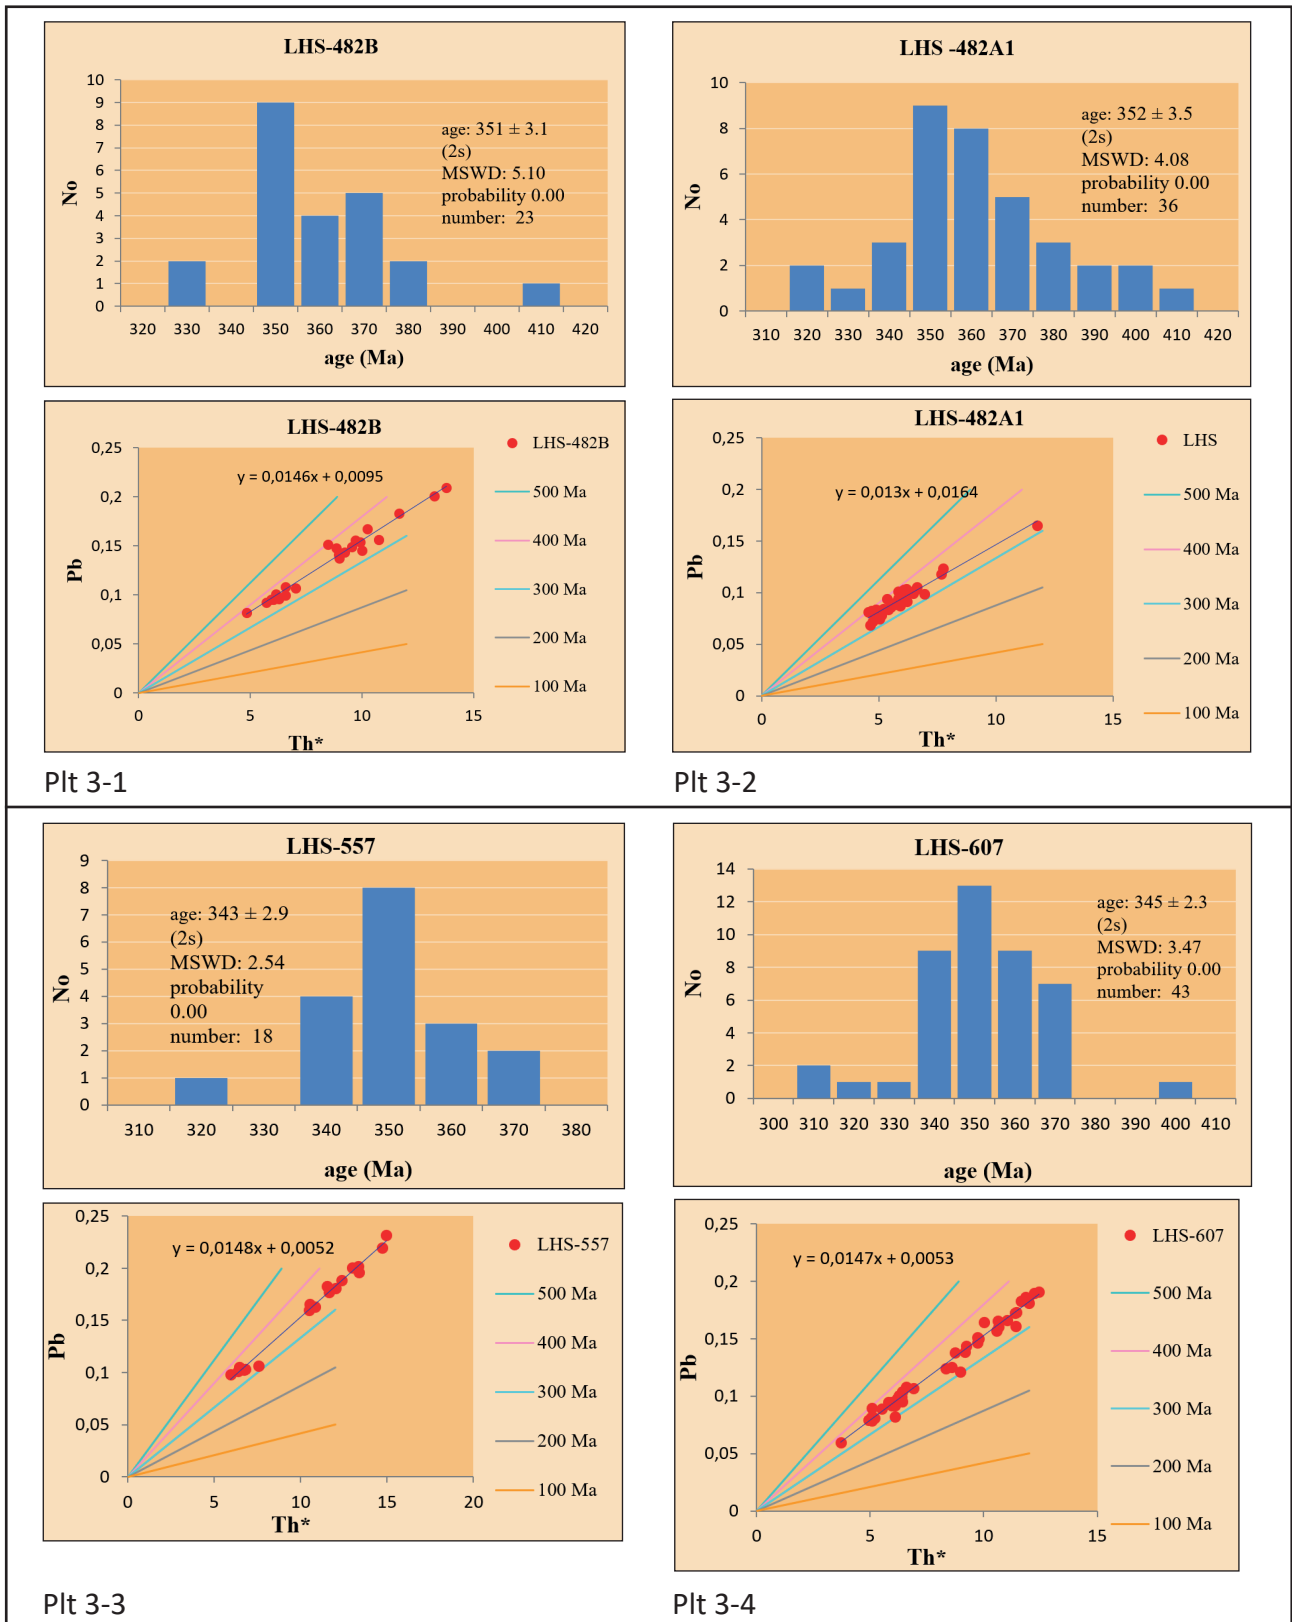 LHS-482B
10
9
8
7
6
5
4
3
2
1
0
No
age: 351 ± 3.1
(2s)
MSWD: 5.10
probability 0.00
number: 23
320 330 340 350 360 370 380 390 400 410 420
age (Ma)
LHS -482A1
10
8
6
4
2
0
No
age: 352 ± 3.5
(2s)
MSWD: 4.08
probability 0.00
number: 36
310 320 330 340 350 360 370 380 390 400 410 420
age (Ma)
LHS-482B
0,25
0,2
0,15
0,1
0,05
0
Pb
y = 0,0146x + 0,0095
0 5 10 15
Th*
LHS-482B
500 Ma
400 Ma
300 Ma
200 Ma
100 Ma
LHS-482A1
0,25
0,2
0,15
0,1
0,05
0
Pb
y = 0,013x + 0,0164
0 5 10 15
Th*
LHS
500 Ma
400 Ma
300 Ma
200 Ma
100 Ma
Plt 3-1
Plt 3-2
LHS-557
9
8
7
6
5
4
3
2
1
0
No
age: 343 ± 2.9
(2s)
MSWD: 2.54
probability
0.00
number: 18
310 320 330 340 350 360 370 380
age (Ma)
LHS-607
14
12
10
8
6
4
2
0
No
age: 345 ± 2.3
(2s)
MSWD: 3.47
probability 0.00
number: 43
300 310 320 330 340 350 360 370 380 390 400 410
age (Ma)
0,25
0,2
0,15
0,1
0,05
0
Pb
y = 0,0148x + 0,0052
0 5 10 15 20
Th*
LHS-557
500 Ma
400 Ma
300 Ma
200 Ma
100 Ma
0,25
0,2
0,15
0,1
0,05
0
Pb
y = 0,0147x + 0,0053
0 5 10 15
Th*
LHS-607
500 Ma
400 Ma
300 Ma
200 Ma
100 Ma
Plt 3-3
Plt 3-4